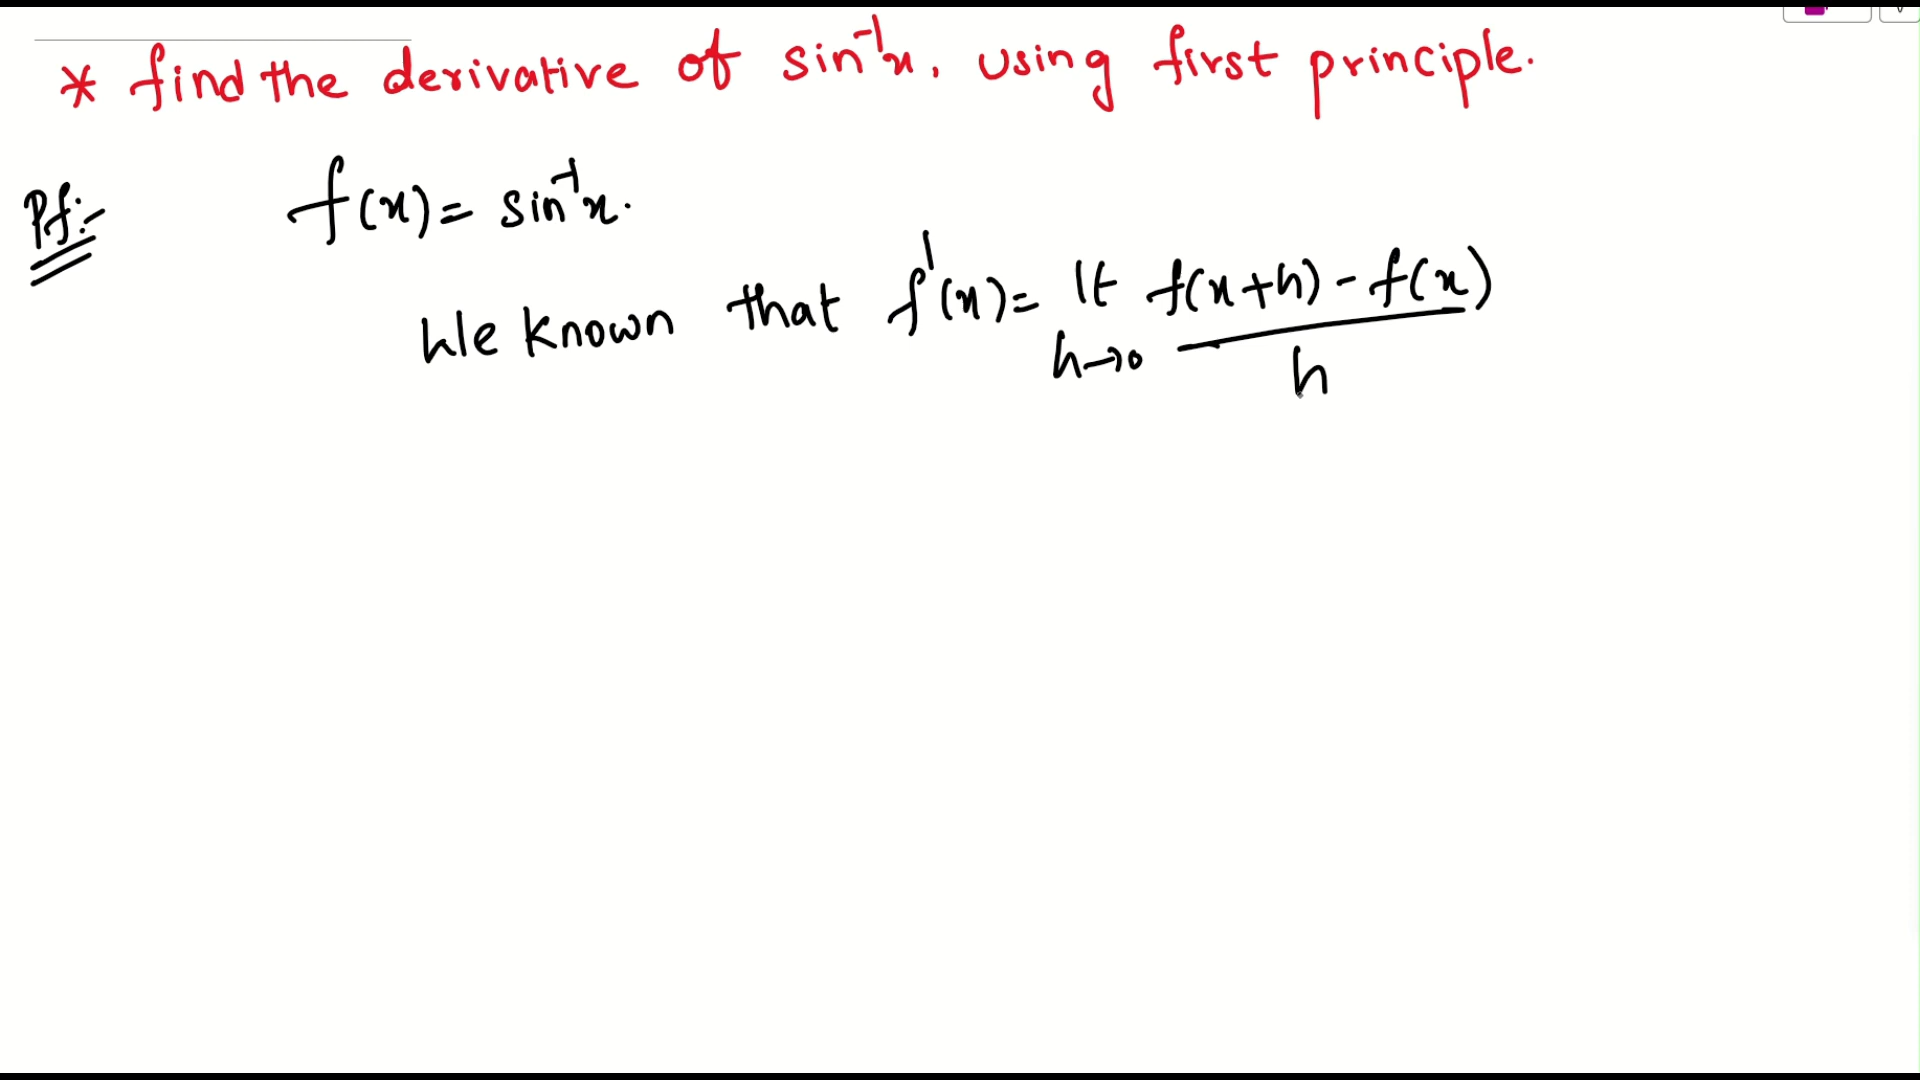 * find the derivative of sin⁻¹x, using first principle.
Pf:- f(x) = sin⁻¹x.
We known that f'(x) = lt f(x+h) - f(x)
h→0 h